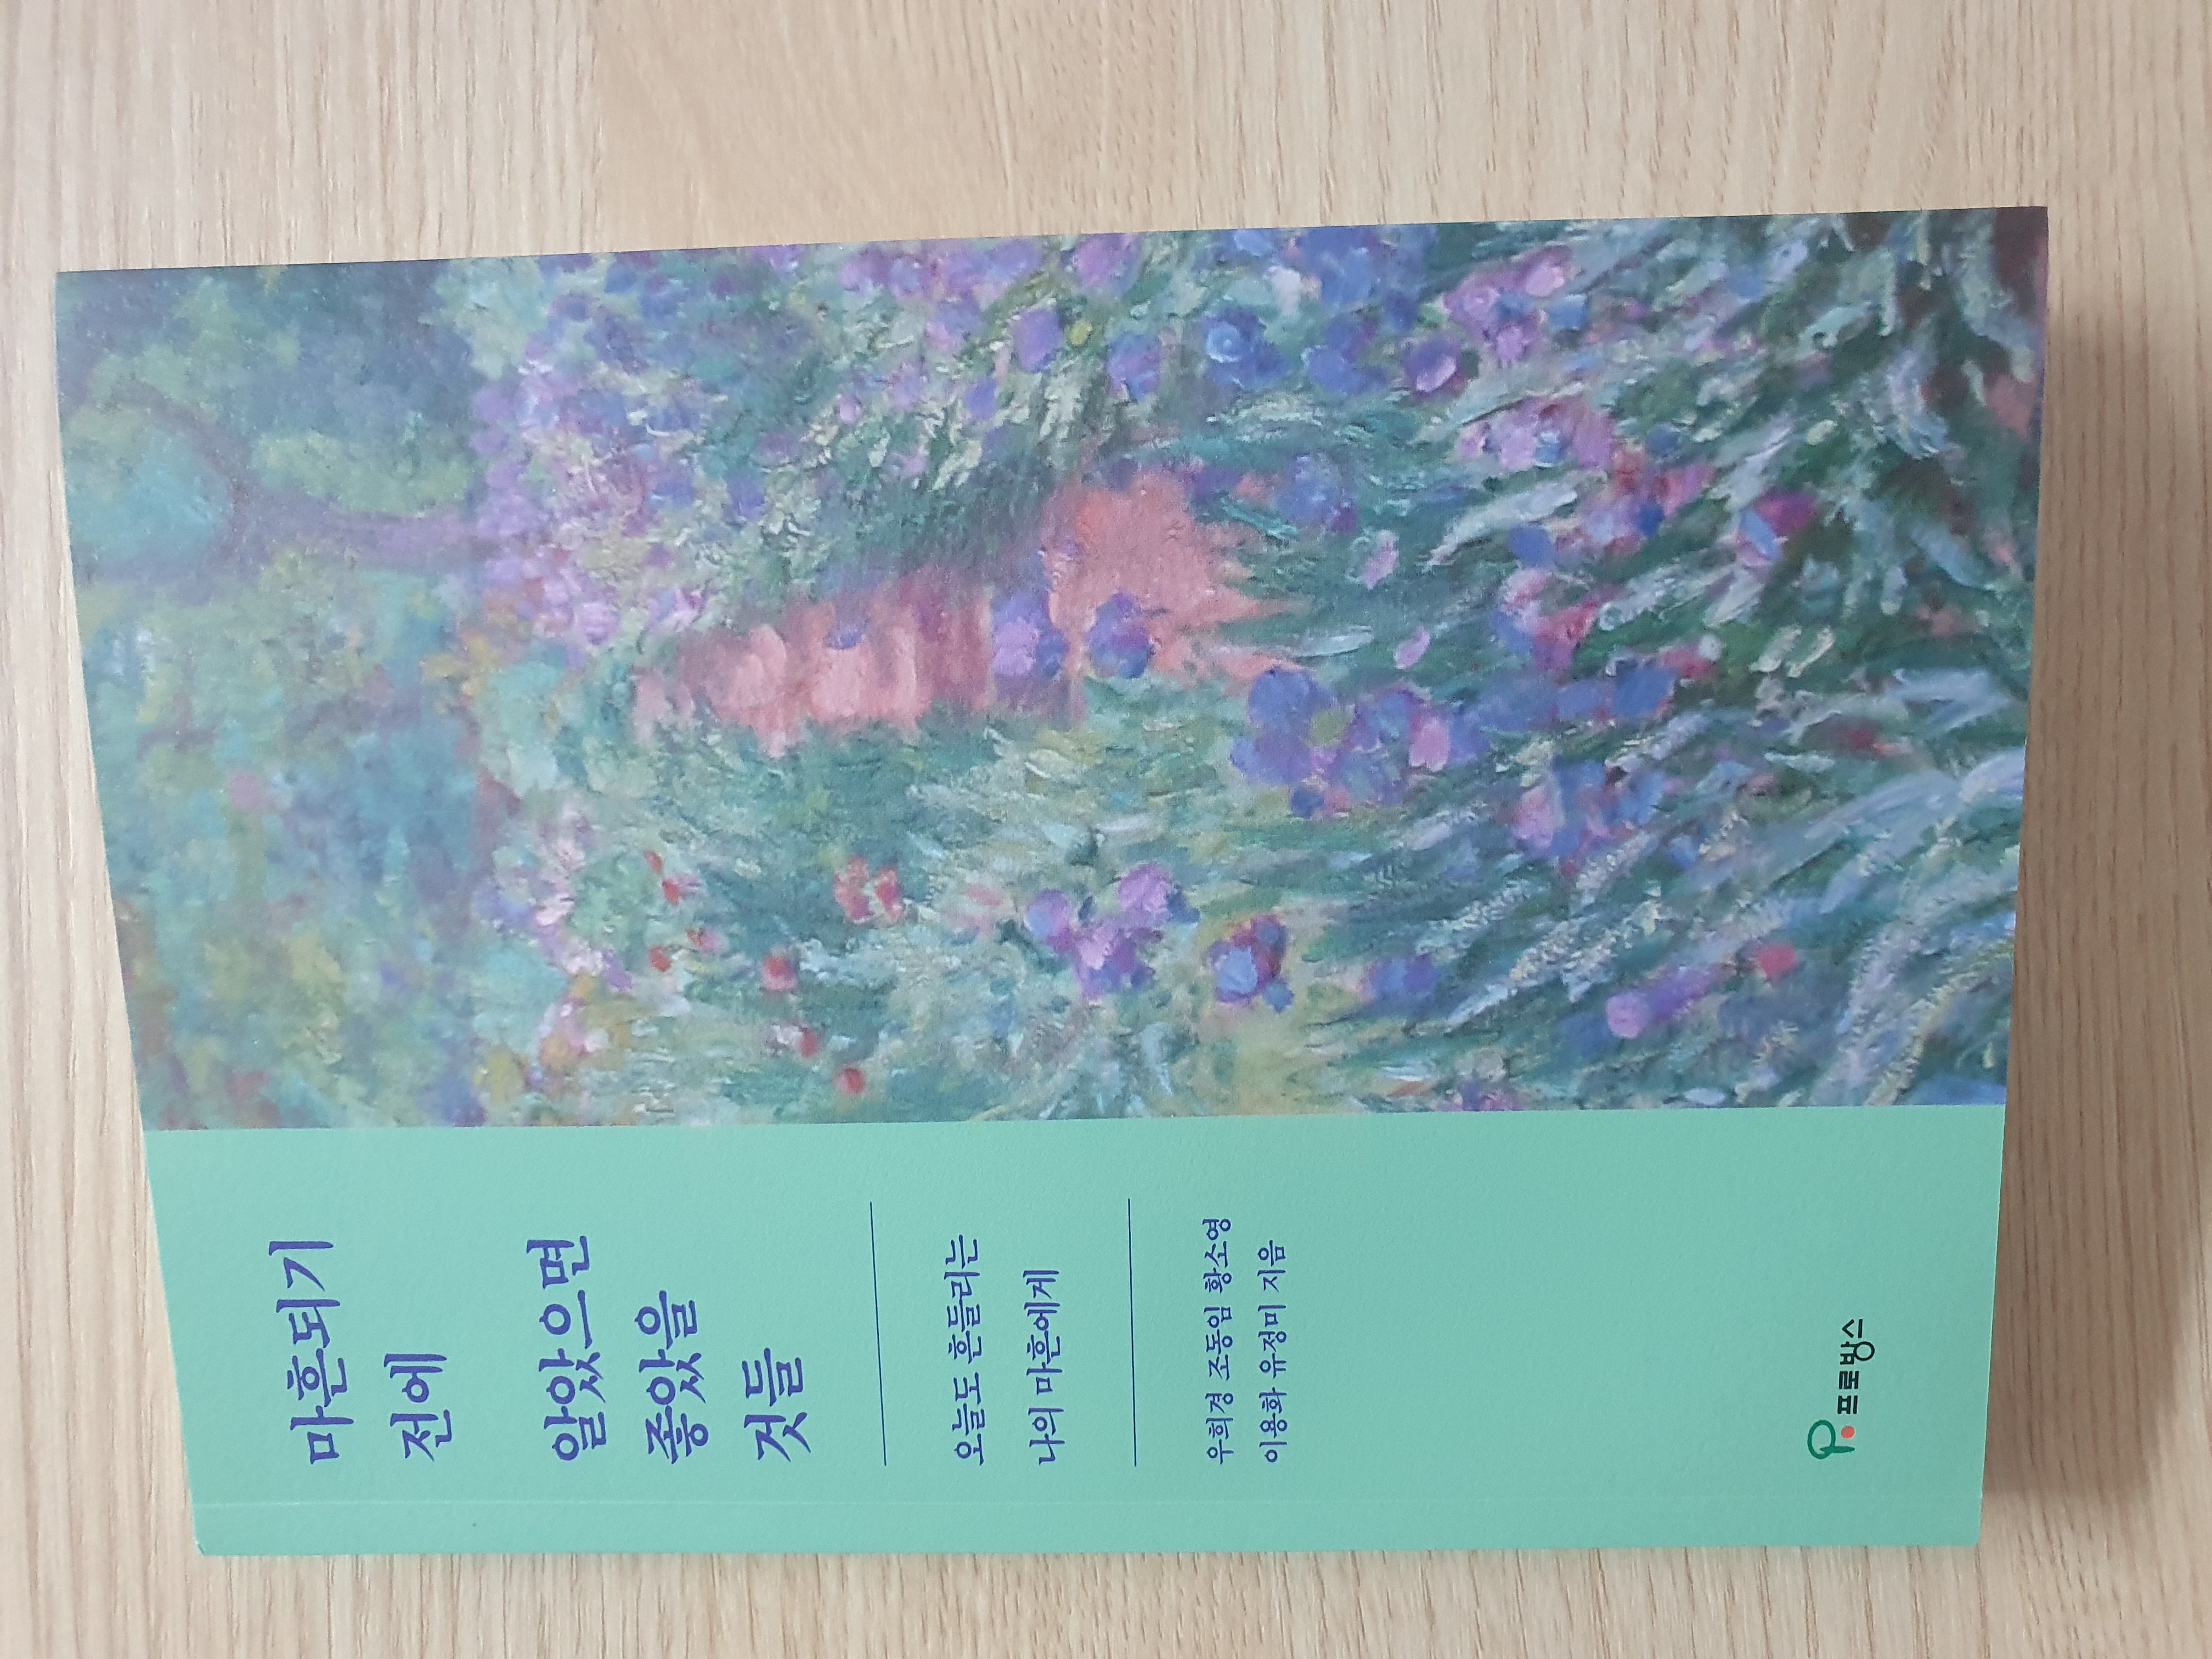 마흔되기
전에
알았으면
좋았을
것들
오늘도 흔들리는
나의 마흔에게
우희경 조동임 황소영
이용화 유정미 지음
프로방스